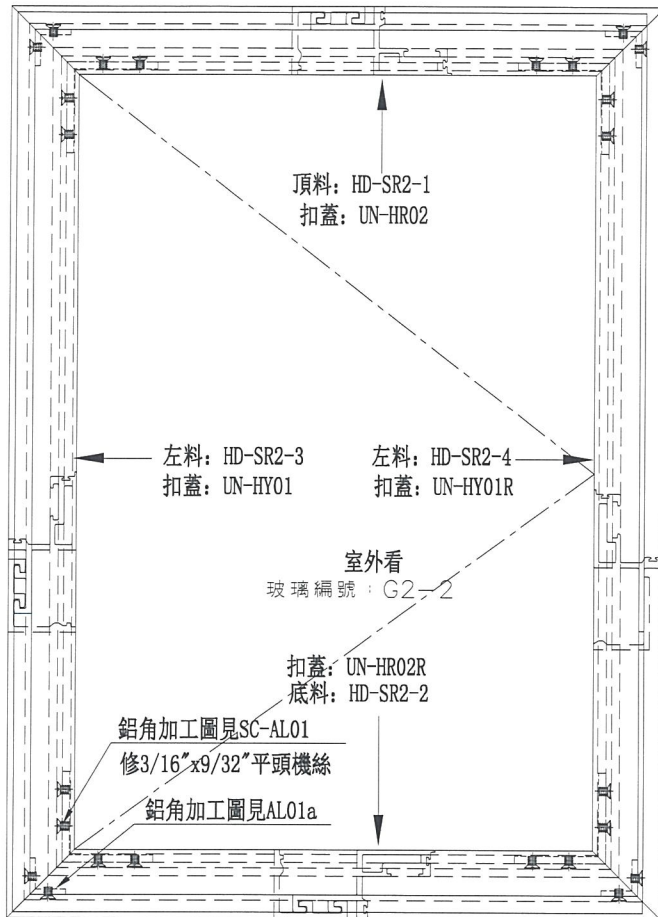 頂料: HD-SR2-1
扣蓋: UN-HR02
左料: HD-SR2-3
扣蓋: UN-HY01
左料: HD-SR2-4
扣蓋: UN-HY01R
室外看
玻璃編號：G2-2
扣蓋: UN-HR02R
底料: HD-SR2-2
鋁角加工圖見SC-AL01
修3/16"x9/32"平頭機絲
鋁角加工圖見AL01a